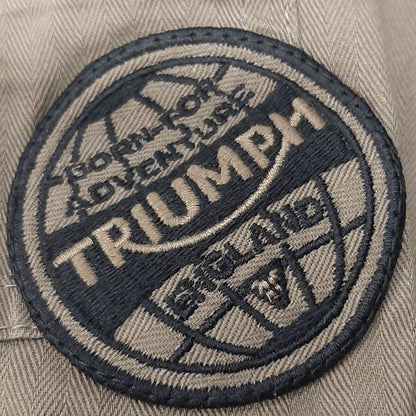 BORN FOR
ADVENTURE
TRIUMPH
ENGLAND